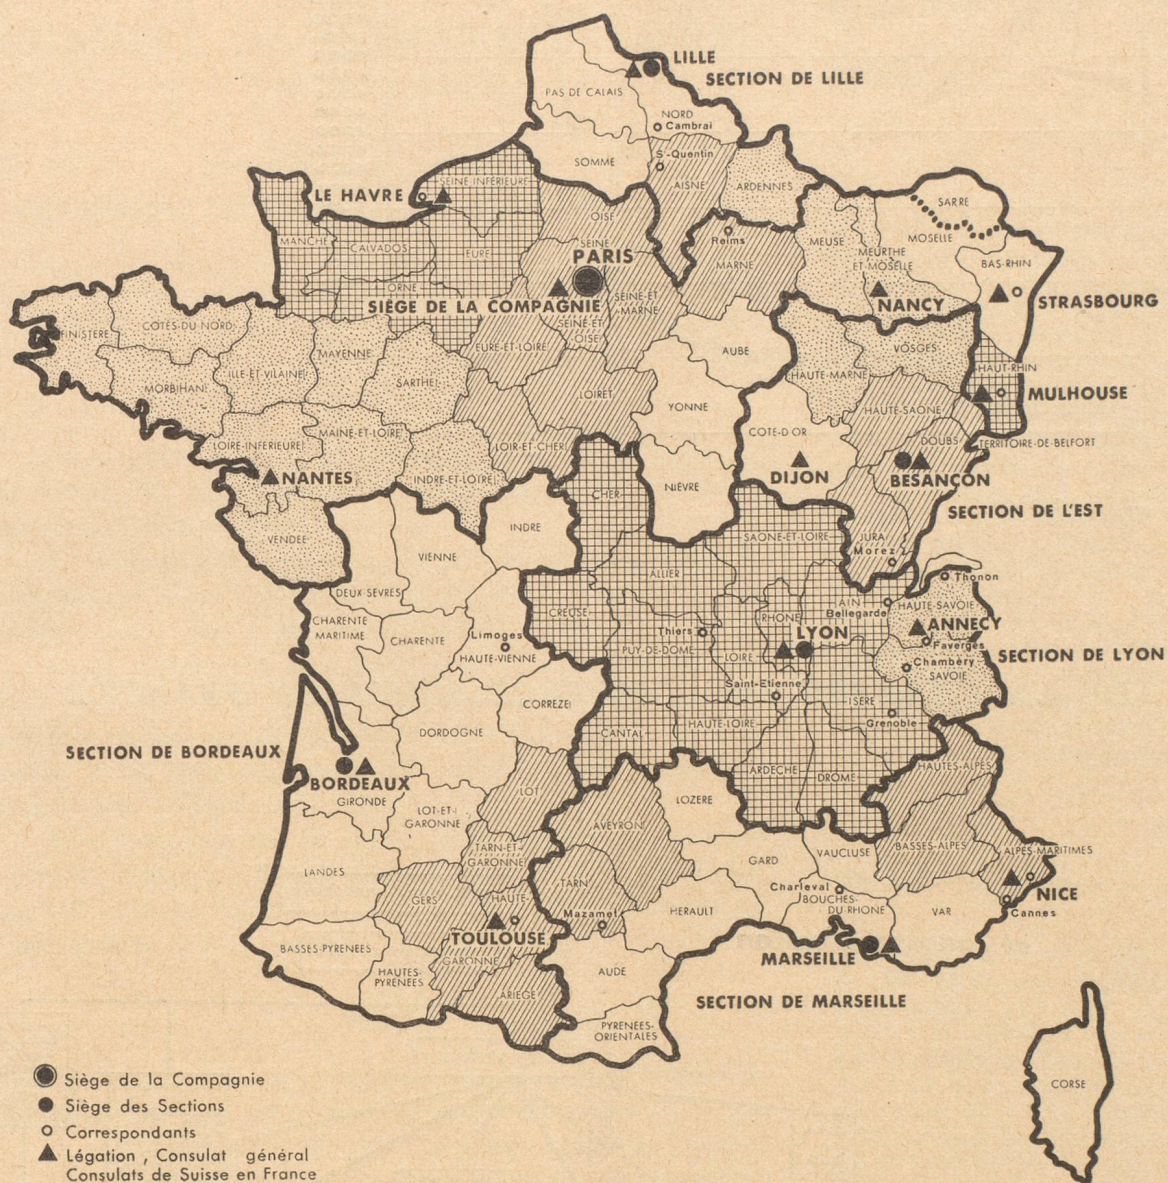 LILLE
SECTION DE LILLE
PAS DE CALAIS
NORD
Cambrai
SOMME
St-Quentin
AISNE
ARDENNES
LE HAVRE
SEINE INFÉRIEURE
OISE
SARRE
MOSELLE
MANCHE
CALVADOS
EURE
SEINE
Reims
MARNE
MEUSE
MEURTHE
ET MOSELLE
BAS-RHIN
PARIS
ORNE
SIÈGE DE LA COMPAGNIE
SEINE-ET
MARNE
NANCY
STRASBOURG
FINISTERE
CÔTES-DU NORD
SEINE-ET
OISE
MAYENNE
EURE-ET-LOIRE
AUBE
VOSGES
ILLE-ET VILAINE
MORBIHAN
SARTHE
HAUTE-MARNE
HAUT-RHIN
MULHOUSE
LOIRET
YONNE
HAUTE-SAÔNE
LOIRE-INFERIEURE
MAINE-ET-LOIRE
LOIR-ET-CHER
CÔTE-D'OR
DOUBS
TERRITOIRE-DE-BELFORT
NANTES
INDRE-ET-LOIRE
CHER
NIÈVRE
DIJON
BESANÇON
SECTION DE L'EST
VENDEE
INDRE
SAÔNE-ET-LOIRE
JURA
Morez
VIENNE
ALLIER
Thonon
DEUX-SÈVRES
CREUSE
AIN
Bellegarde
HAUTE-SAVOIE
CHARENTE
MARITIME
CHARENTE
Limoges
HAUTE-VIENNE
Thiers
PUY-DE-DOME
RHONE
LYON
LOIRE
ANNECY
Faverges
SECTION DE LYON
Chambéry
SAVOIE
Saint-Etienne
CORRÈZE
ISERE
Grenoble
DORDOGNE
CANTAL
HAUTE-LOIRE
SECTION DE BORDEAUX
BORDEAUX
GIRONDE
ARDECHE
DROME
HAUTES-ALPES
LOT
LOZERE
LOT-ET-
GARONNE
AVEYRON
TARN-ET-
GARONNE
VAUCLUSE
BASSES-ALPES
ALPES-MARITIMES
GARD
LANDES
TARN
Charleval
NICE
GERS
HAUTE-
BOUCHES-
DU-RHONE
VAR
Cannes
Mazamet
HERAULT
TOULOUSE
BASSES-PYRENEES
GARONNE
MARSEILLE
HAUTES-
PYRENEES
AUDE
ARIEGE
SECTION DE MARSEILLE
PYRENEES-
ORIENTALES
CORSE
Siège de la Compagnie
Siège des Sections
Correspondants
Légation, Consulat général
Consulats de Suisse en France